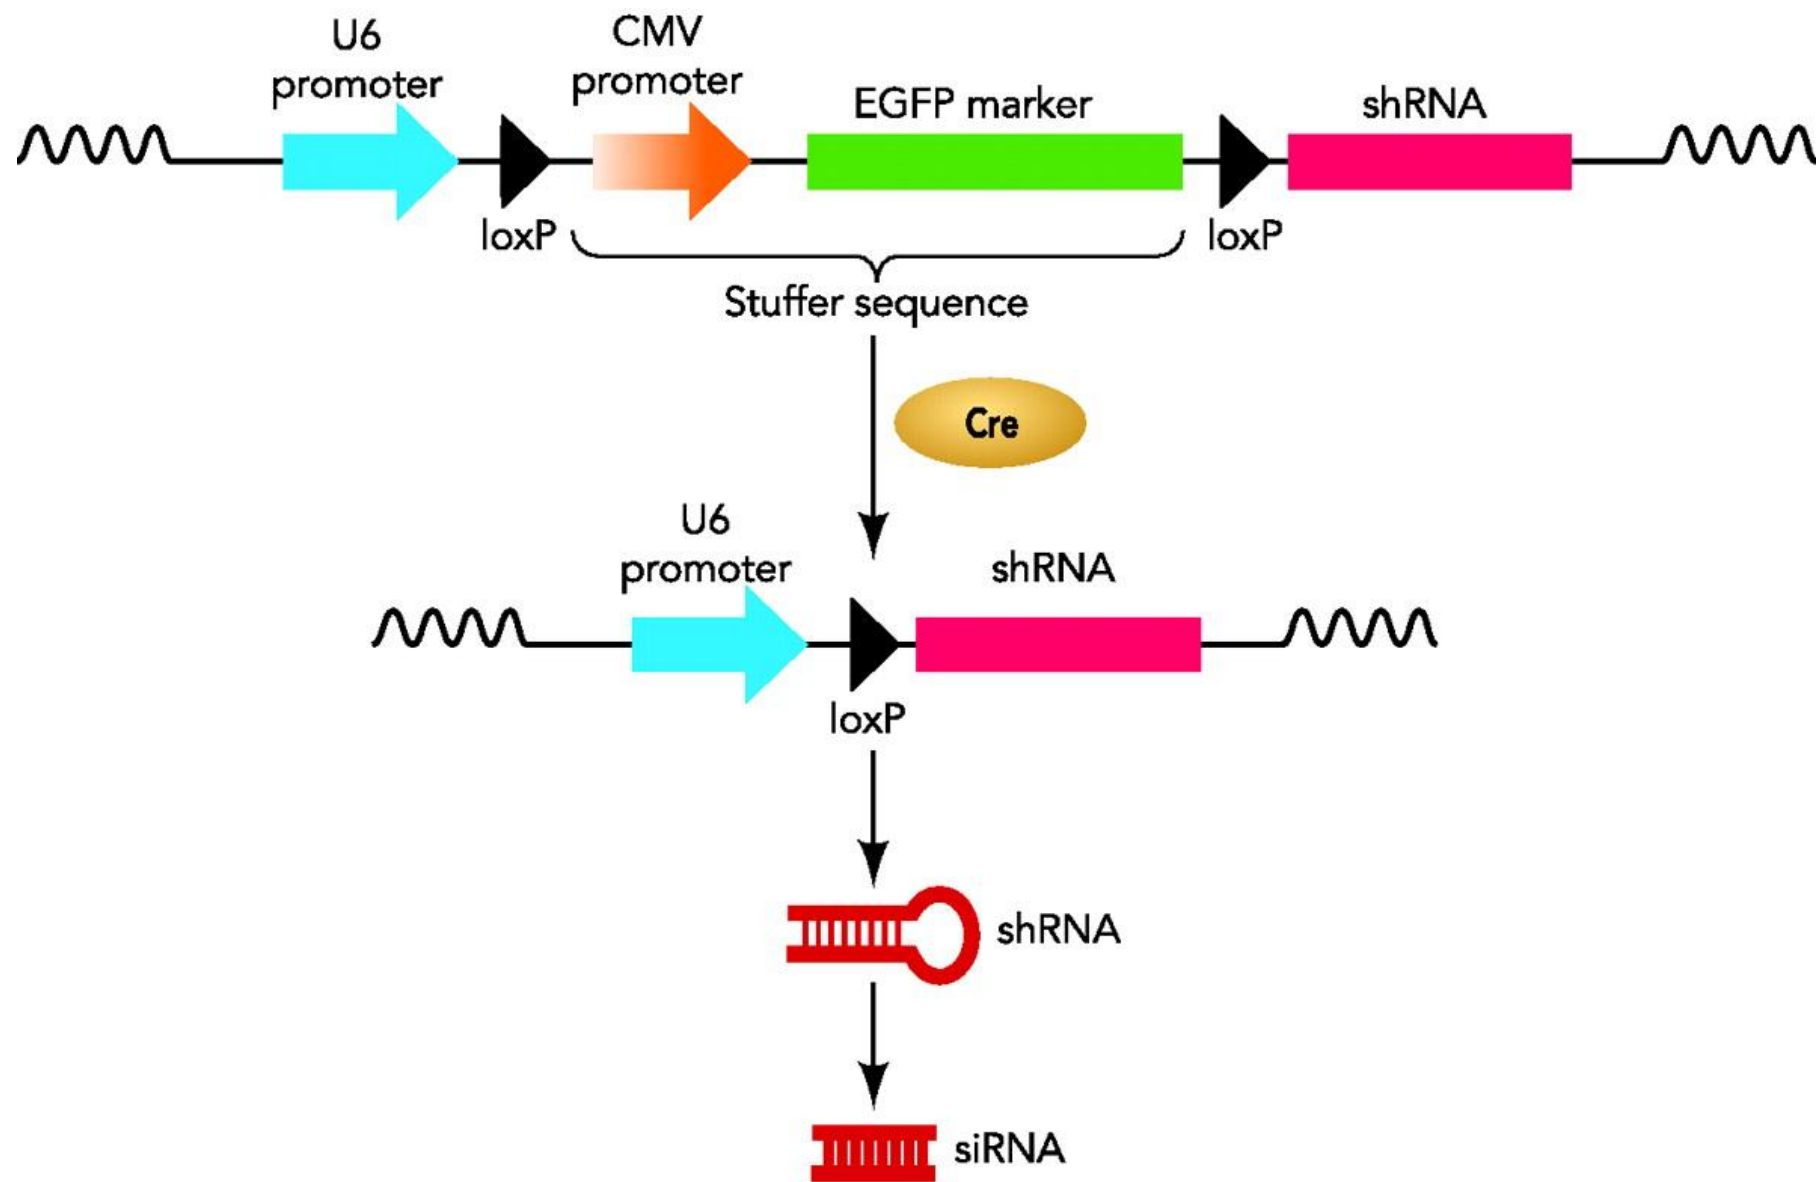 U6
promoter
CMV
promoter
EGFP marker
shRNA
loxP
loxP
Stuffer sequence
Cre
U6
promoter
shRNA
loxP
shRNA
siRNA